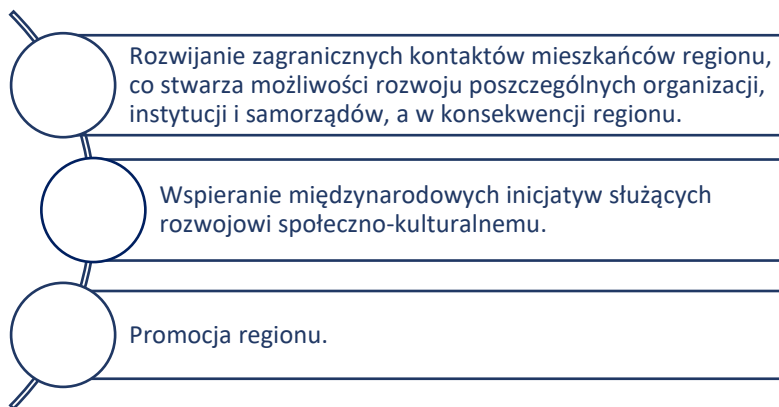 Rozwijanie zagranicznych kontaktów mieszkańców regionu,
co stwarza możliwości rozwoju poszczególnych organizacji,
instytucji i samorządów, a w konsekwencji regionu.
Wspieranie międzynarodowych inicjatyw służących
rozwojowi społeczno-kulturalnemu.
Promocja regionu.